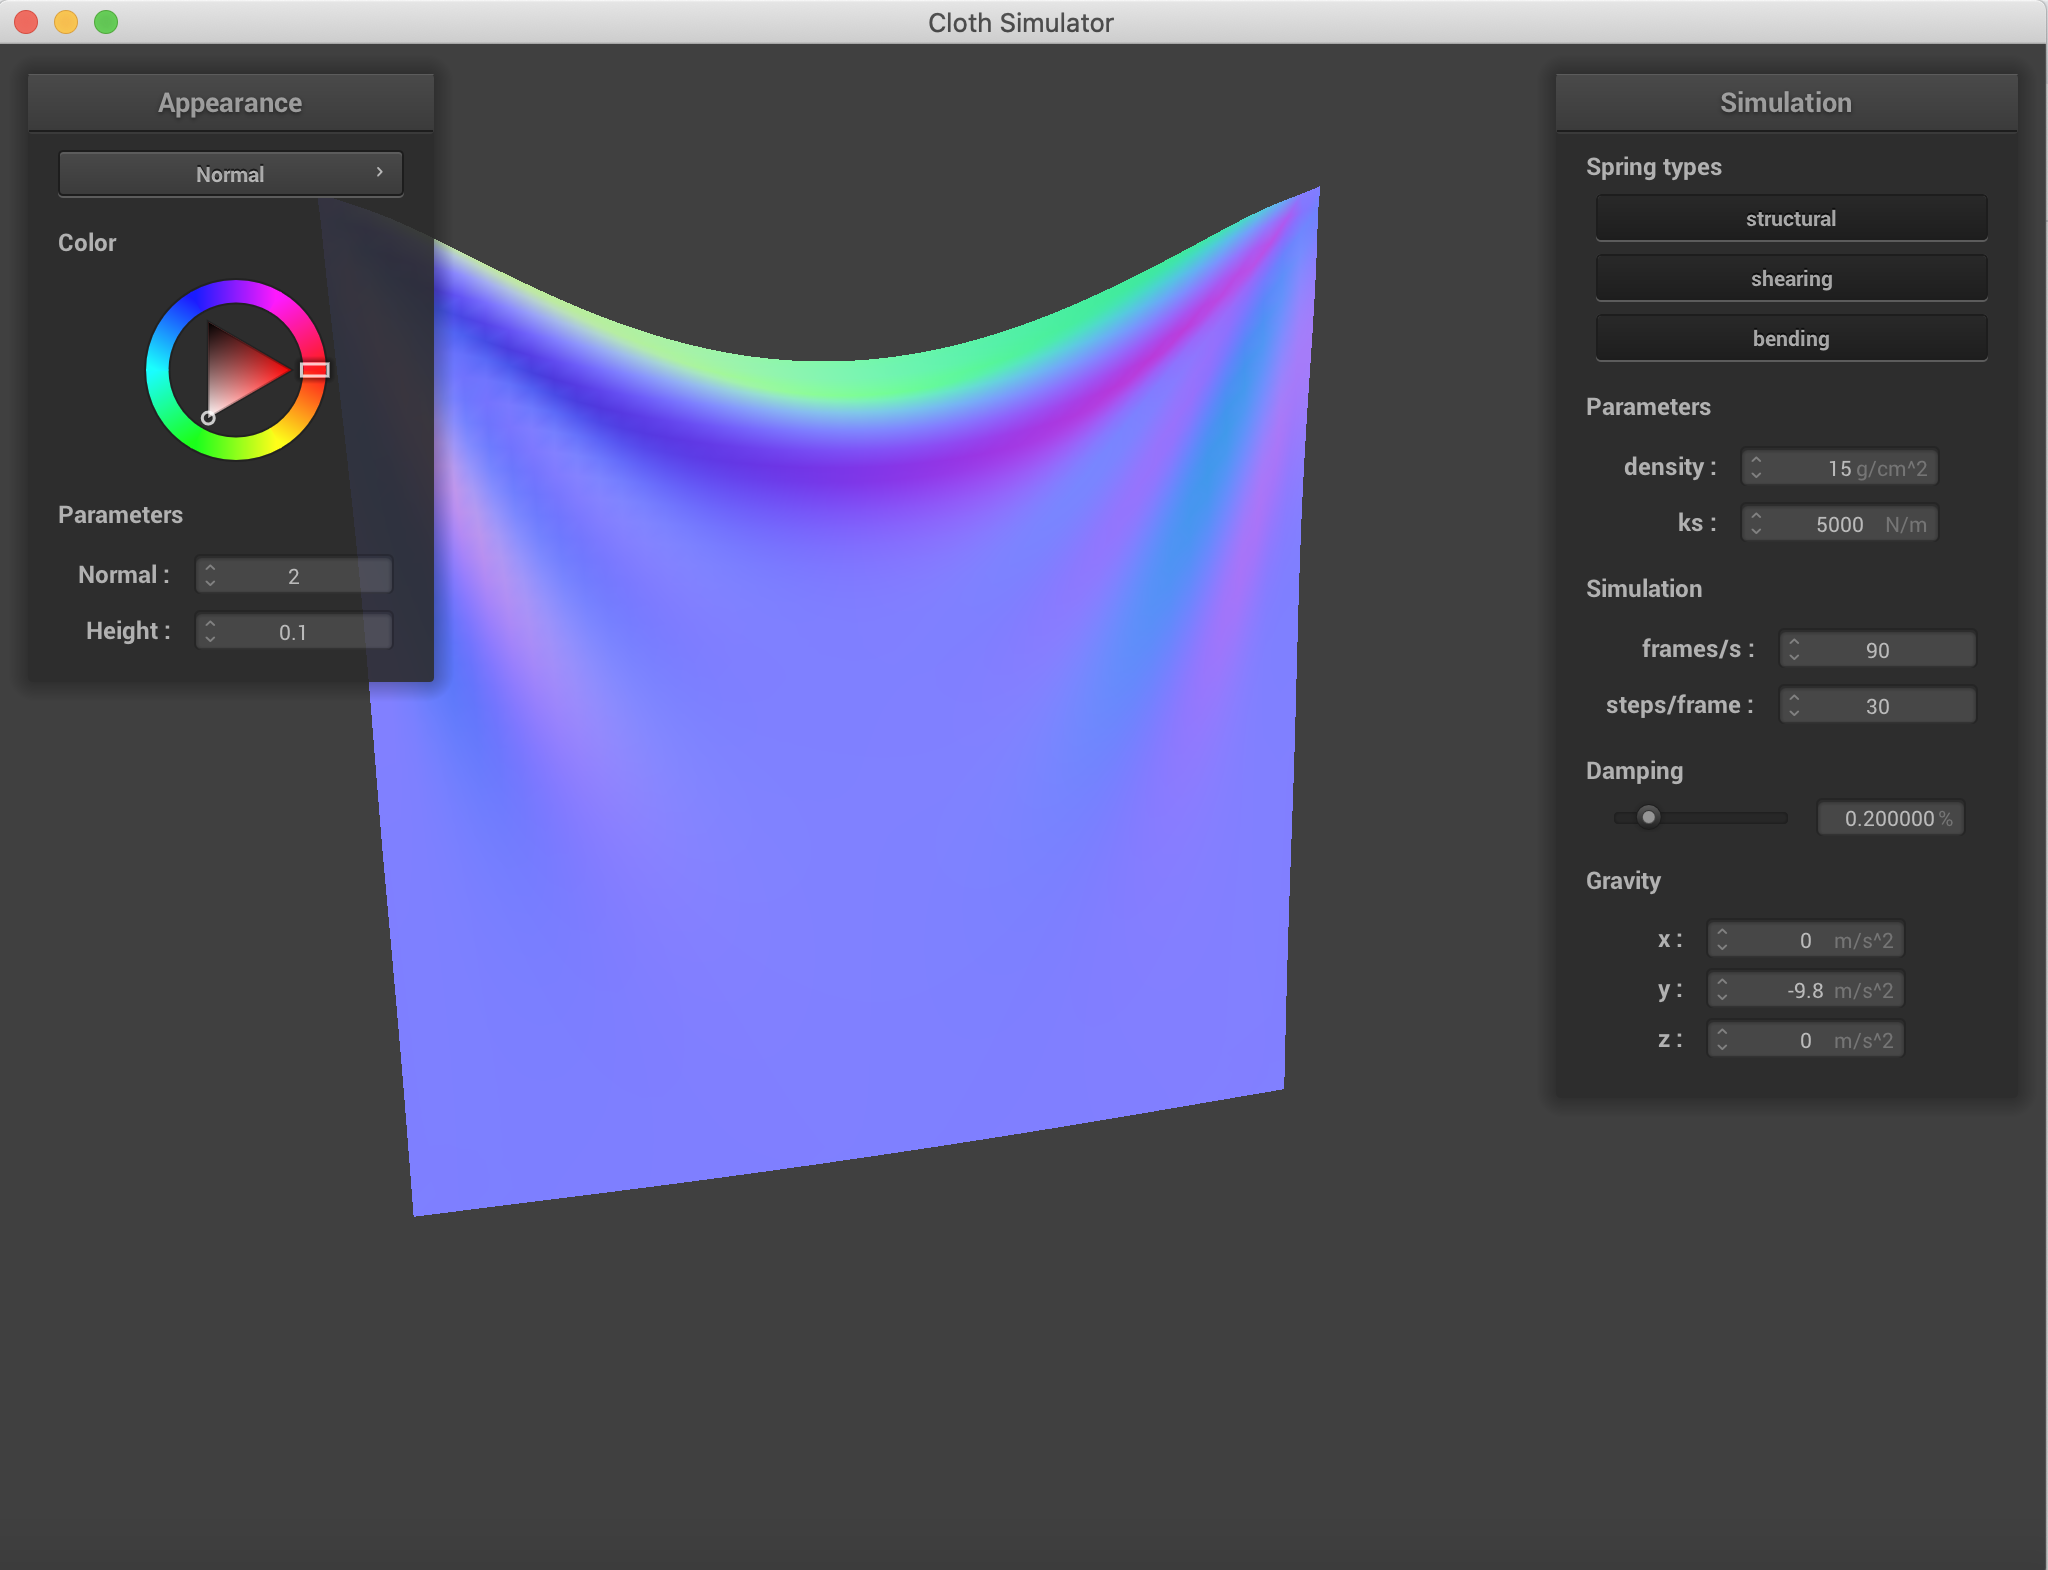 Cloth Simulator
Appearance
Normal
Color
Parameters
Normal : 2
Height : 0.1
Simulation
Spring types
structural
shearing
bending
Parameters
density : 15 g/cm^2
ks : 5000 N/m
Simulation
frames/s : 90
steps/frame : 30
Damping
0.200000 %
Gravity
x : 0 m/s^2
y : -9.8 m/s^2
z : 0 m/s^2